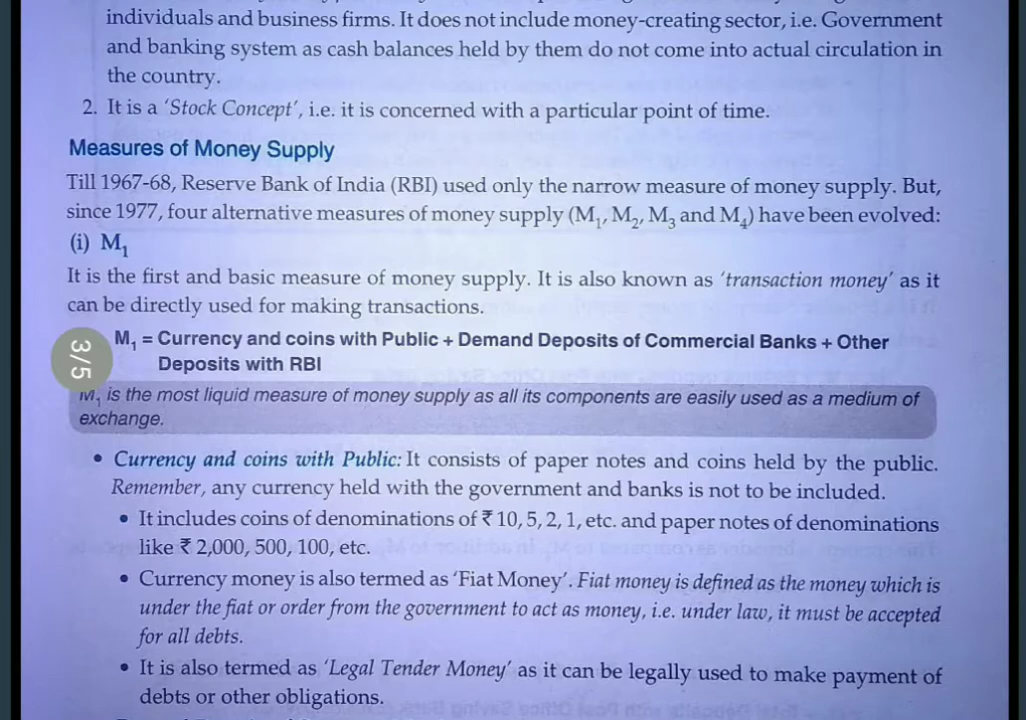 individuals and business firms. It does not include money-creating sector, i.e. Government
and banking system as cash balances held by them do not come into actual circulation in
the country.
2. It is a ‘Stock Concept’, i.e. it is concerned with a particular point of time.
Measures of Money Supply
Till 1967-68, Reserve Bank of India (RBI) used only the narrow measure of money supply. But,
since 1977, four alternative measures of money supply (M₁, M₂, M₃ and M₄) have been evolved:
(i) M₁
It is the first and basic measure of money supply. It is also known as ‘transaction money’ as it
can be directly used for making transactions.
M₁ = Currency and coins with Public + Demand Deposits of Commercial Banks + Other
Deposits with RBI
3/5
M₁ is the most liquid measure of money supply as all its components are easily used as a medium of
exchange.
• Currency and coins with Public: It consists of paper notes and coins held by the public.
Remember, any currency held with the government and banks is not to be included.
• It includes coins of denominations of ₹ 10, 5, 2, 1, etc. and paper notes of denominations
like ₹ 2,000, 500, 100, etc.
• Currency money is also termed as ‘Fiat Money’. Fiat money is defined as the money which is
under the fiat or order from the government to act as money, i.e. under law, it must be accepted
for all debts.
• It is also termed as ‘Legal Tender Money’ as it can be legally used to make payment of
debts or other obligations.